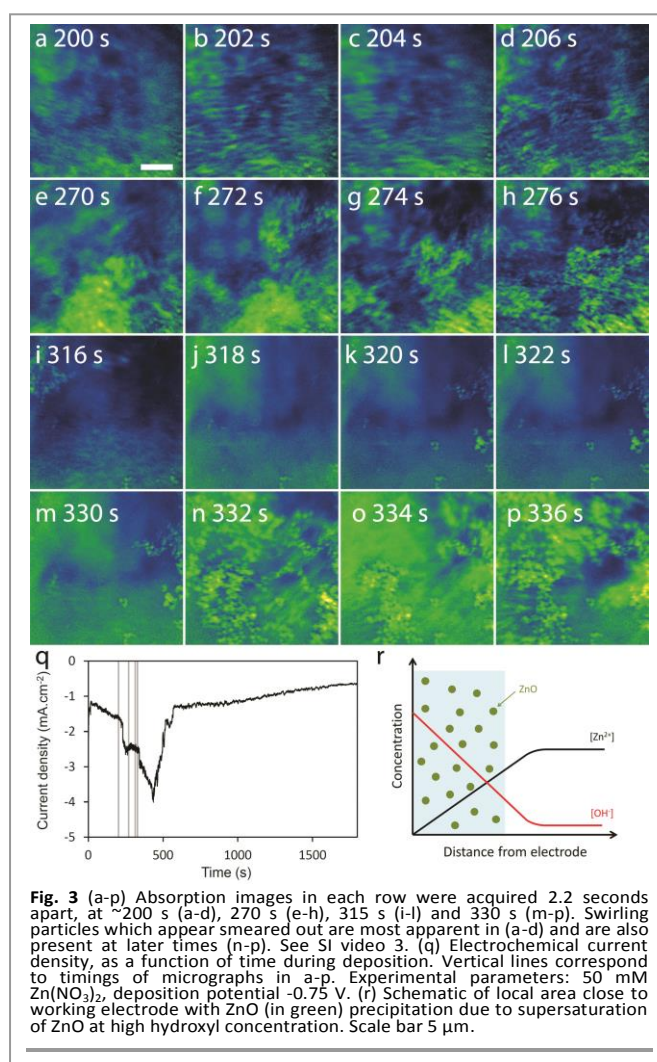 a 200 s
b 202 s
c 204 s
d 206 s
e 270 s
f 272 s
g 274 s
h 276 s
i 316 s
j 318 s
k 320 s
l 322 s
m 330 s
n 332 s
o 334 s
p 336 s
q
0
-1
-2
-3
-4
-5
Current density (mA.cm⁻²)
0
500
1000
1500
Time (s)
r
ZnO
Concentration
[Zn²⁺]
[OH⁻]
Distance from electrode
Fig. 3 (a-p) Absorption images in each row were acquired 2.2 seconds
apart, at ~200 s (a-d), 270 s (e-h), 315 s (i-l) and 330 s (m-p). Swirling
particles which appear smeared out are most apparent in (a-d) and are also
present at later times (n-p). See SI video 3. (q) Electrochemical current
density, as a function of time during deposition. Vertical lines correspond
to timings of micrographs in a-p. Experimental parameters: 50 mM
Zn(NO₃)₂, deposition potential -0.75 V. (r) Schematic of local area close to
working electrode with ZnO (in green) precipitation due to supersaturation
of ZnO at high hydroxyl concentration. Scale bar 5 μm.